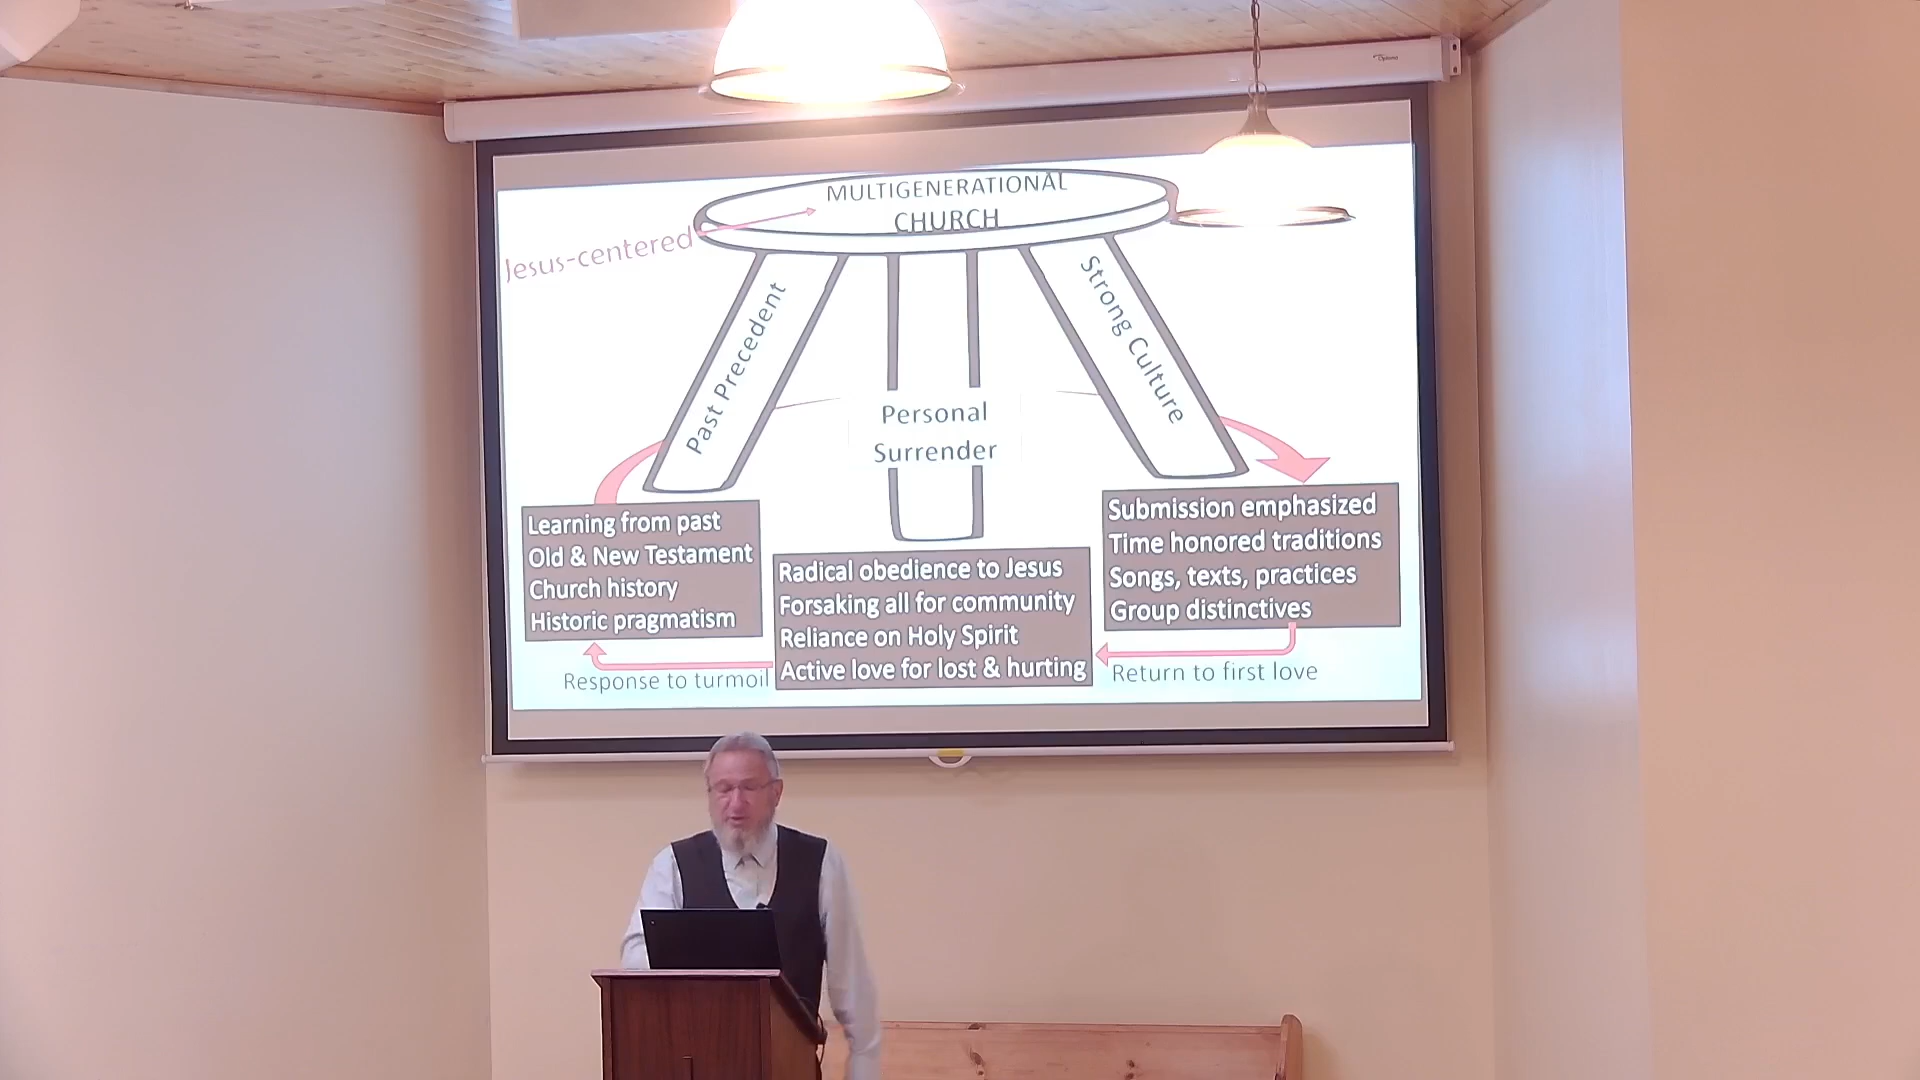 Optoma
MULTIGENERATIONAL
CHURCH
Jesus-centered
Past Precedent
Personal
Surrender
Strong Culture
Learning from past
Old & New Testament
Church history
Historic pragmatism
Radical obedience to Jesus
Forsaking all for community
Reliance on Holy Spirit
Active love for lost & hurting
Submission emphasized
Time honored traditions
Songs, texts, practices
Group distinctives
Response to turmoil
Return to first love